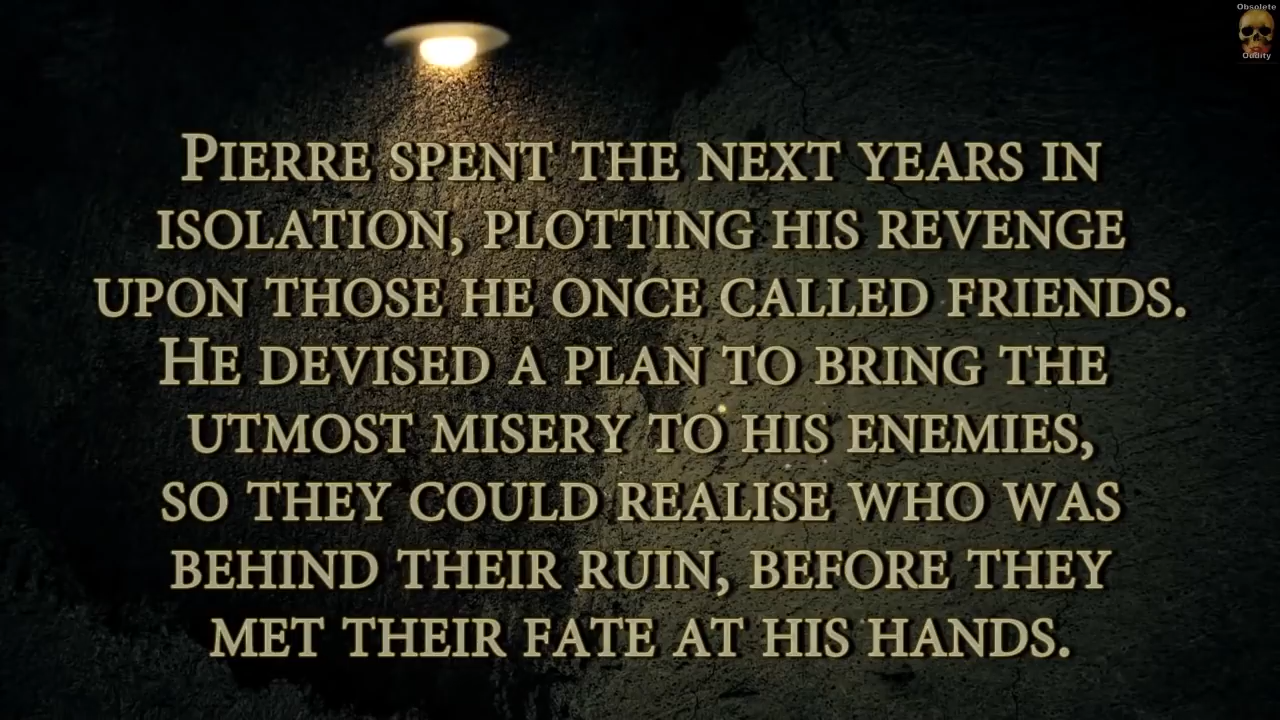 Obsolete
Oddity
PIERRE SPENT THE NEXT YEARS IN
ISOLATION, PLOTTING HIS REVENGE
UPON THOSE HE ONCE CALLED FRIENDS.
HE DEVISED A PLAN TO BRING THE
UTMOST MISERY TO HIS ENEMIES,
SO THEY COULD REALISE WHO WAS
BEHIND THEIR RUIN, BEFORE THEY
MET THEIR FATE AT HIS HANDS.